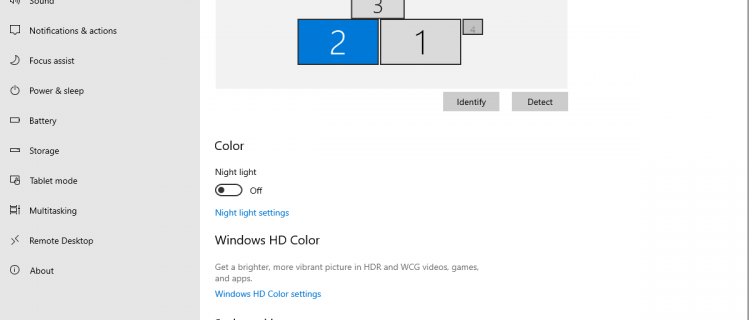 Sound
3
2
1
4
Notifications & actions
Focus assist
Power & sleep
Battery
Storage
Tablet mode
Multitasking
Remote Desktop
About
Identify
Detect
Color
Night light
Off
Night light settings
Windows HD Color
Get a brighter, more vibrant picture in HDR and WCG videos, games,
and apps.
Windows HD Color settings